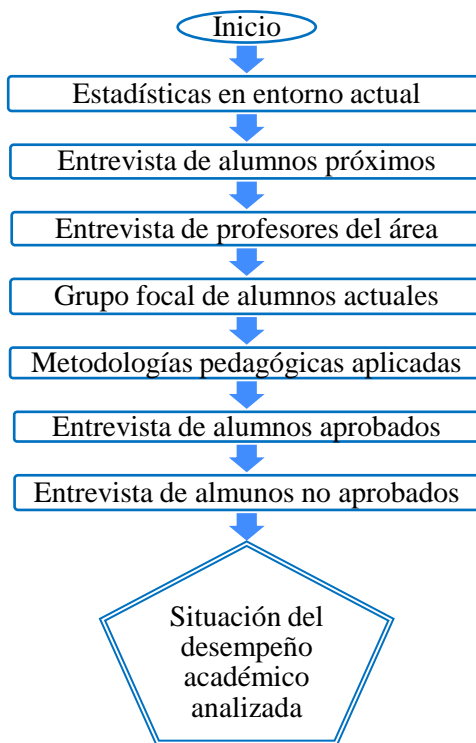 Inicio
Estadísticas en entorno actual
Entrevista de alumnos próximos
Entrevista de profesores del área
Grupo focal de alumnos actuales
Metodologías pedagógicas aplicadas
Entrevista de alumnos aprobados
Entrevista de almunos no aprobados
Situación del
desempeño
académico
analizada